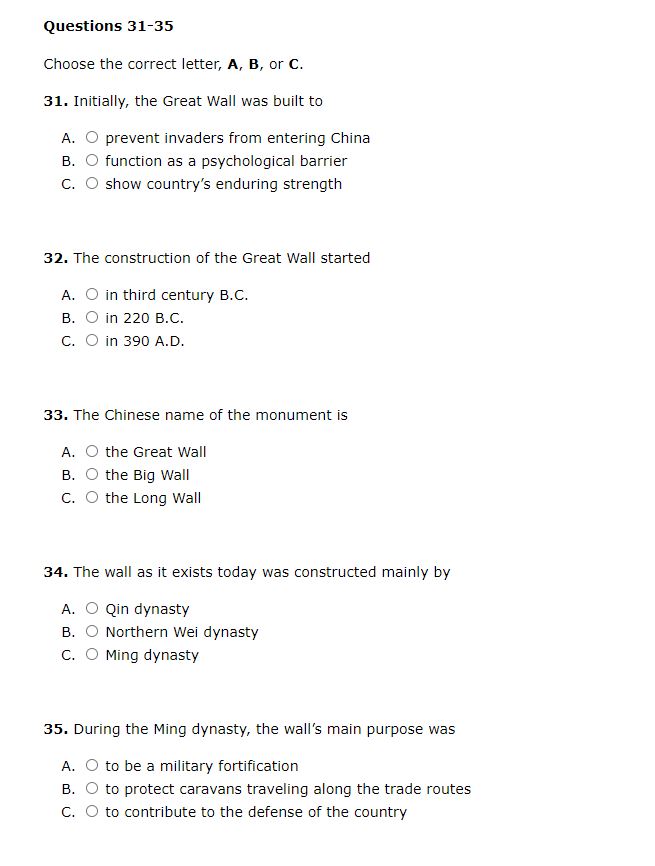 Questions 31-35
Choose the correct letter, A, B, or C.
31. Initially, the Great Wall was built to
A. prevent invaders from entering China
B. function as a psychological barrier
C. show country's enduring strength
32. The construction of the Great Wall started
A. in third century B.C.
B. in 220 B.C.
C. in 390 A.D.
33. The Chinese name of the monument is
A. the Great Wall
B. the Big Wall
C. the Long Wall
34. The wall as it exists today was constructed mainly by
A. Qin dynasty
B. Northern Wei dynasty
C. Ming dynasty
35. During the Ming dynasty, the wall's main purpose was
A. to be a military fortification
B. to protect caravans traveling along the trade routes
C. to contribute to the defense of the country